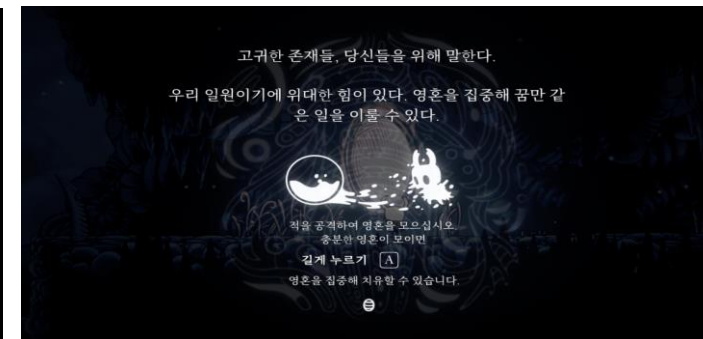 고귀한 존재들, 당신들을 위해 말한다.
우리 일원이기에 위대한 힘이 있다. 영혼을 집중해 꿈만 같
은 일을 이룰 수 있다.
적을 공격하여 영혼을 모으십시오.
충분한 영혼이 모이면
길게 누르기 A
영혼을 집중해 치유할 수 있습니다.